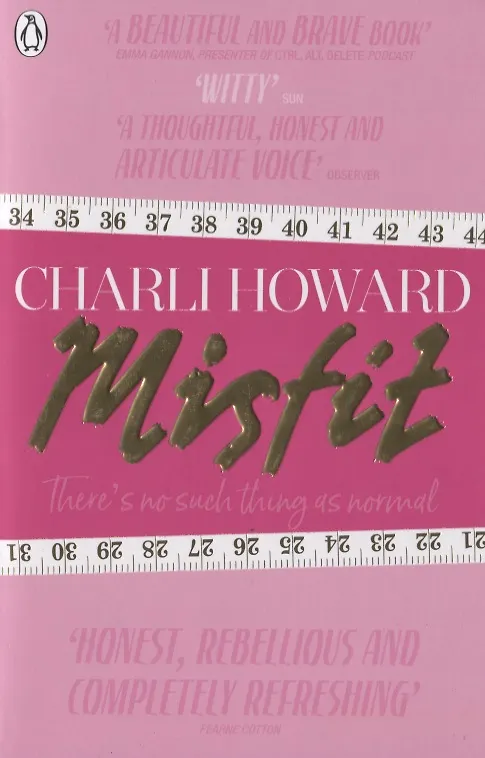 'A BEAUTIFUL AND BRAVE BOOK'
EMMA GANNON, PRESENTER OF CTRL, ALT, DELETE PODCAST
'WITTY' SUN
'A THOUGHTFUL, HONEST AND
ARTICULATE VOICE' OBSERVER
34 35 36 37 38 39 40 41 42 43 44
CHARLI HOWARD
Misfit
There's no such thing as normal
31 30 29 28 27 26 25 24 23 22 21
'HONEST, REBELLIOUS AND
COMPLETELY REFRESHING'
FEARNE COTTON